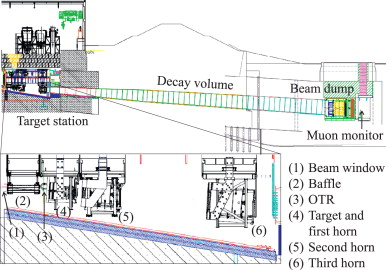 Decay volume
Beam dump
Target station
Muon monitor
(1) Beam window
(2) Baffle
(3) OTR
(4) Target and
first horn
(5) Second horn
(6) Third horn
(2)
(4)
(5)
(6)
(1)
(3)